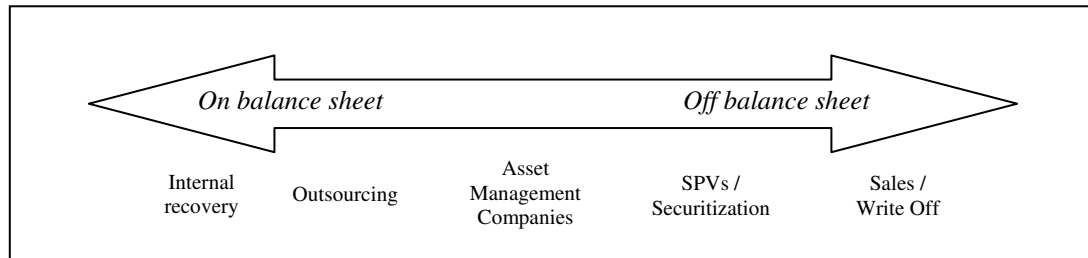 On balance sheet
Off balance sheet
Internal
recovery
Outsourcing
Asset
Management
Companies
SPVs /
Securitization
Sales /
Write Off